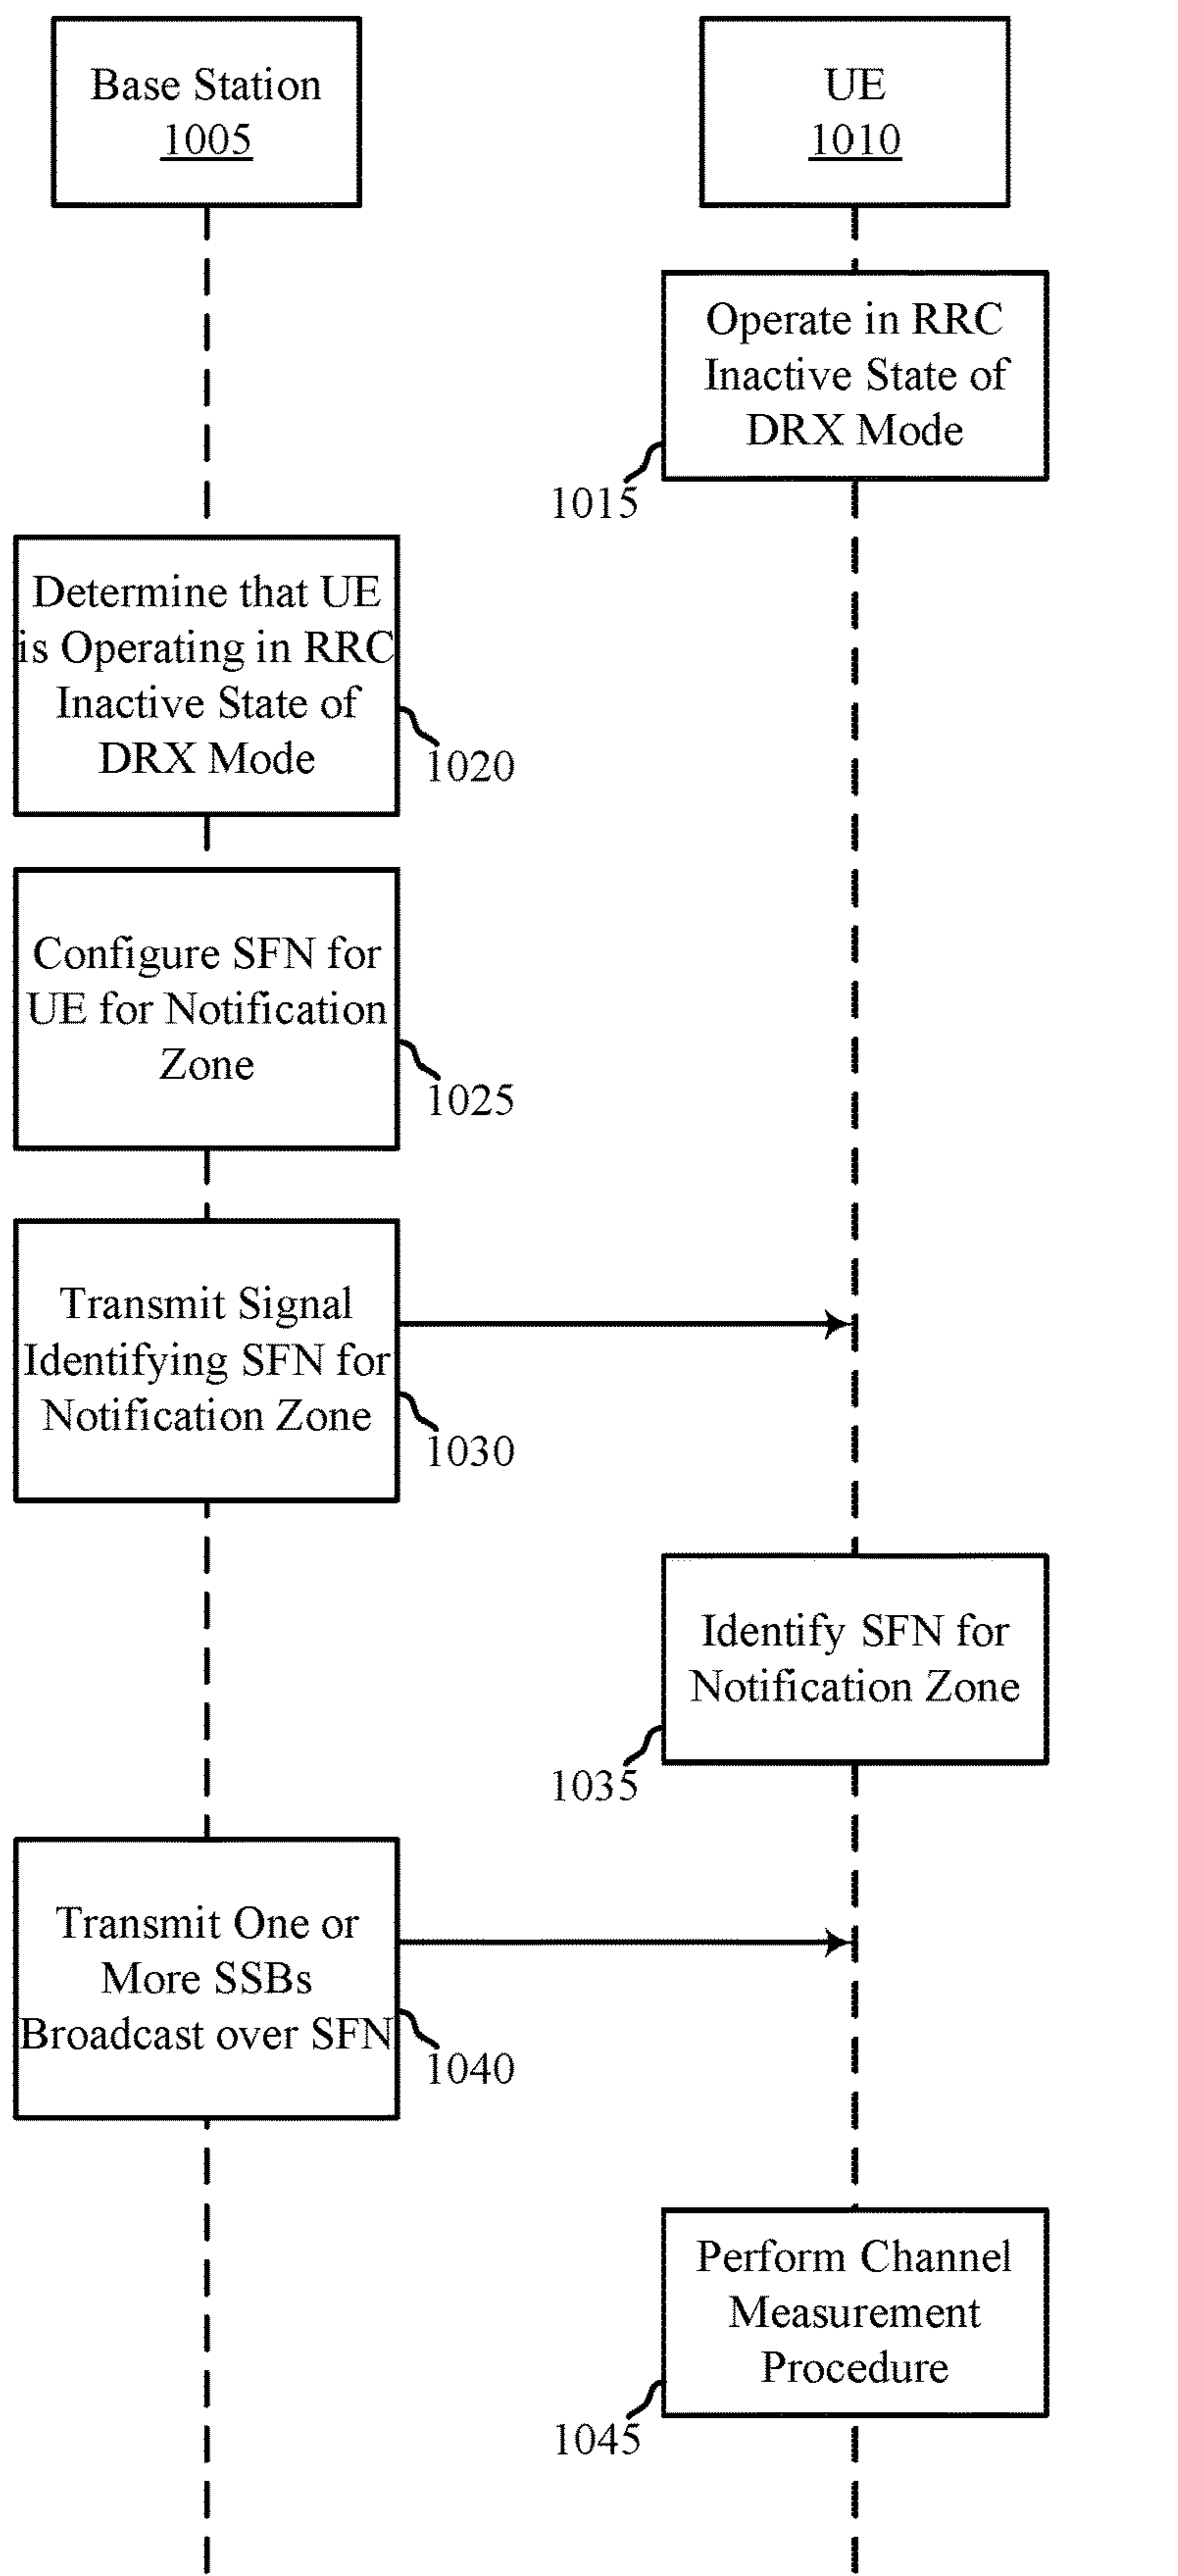 Base Station
1005
UE
1010
Operate in RRC
Inactive State of
DRX Mode
1015
Determine that UE
is Operating in RRC
Inactive State of
DRX Mode
1020
Configure SFN for
UE for Notification
Zone
1025
Transmit Signal
Identifying SFN for
Notification Zone
1030
Identify SFN for
Notification Zone
1035
Transmit One or
More SSBs
Broadcast over SFN
1040
Perform Channel
Measurement
Procedure
1045